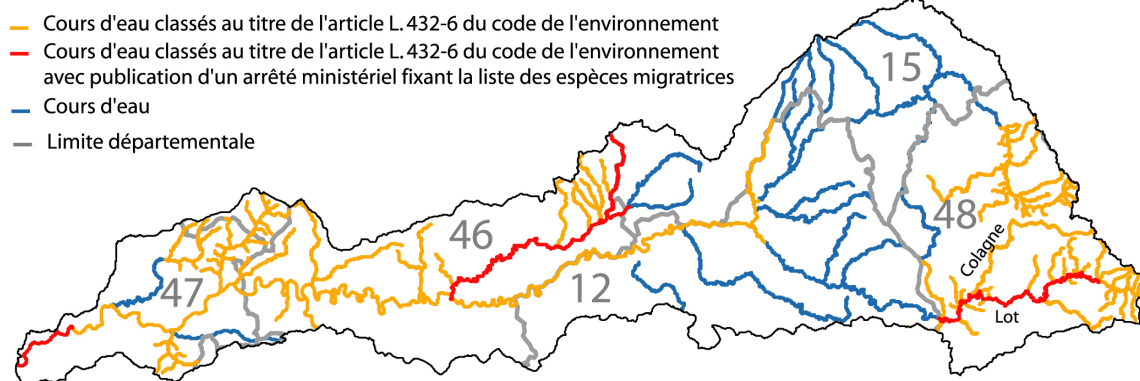 Cours d'eau classés au titre de l'article L.432-6 du code de l'environnement
Cours d'eau classés au titre de l'article L.432-6 du code de l'environnement
avec publication d'un arrêté ministériel fixant la liste des espèces migratrices
Cours d'eau
Limite départementale
15
46
48
Colagne
47
12
Lot